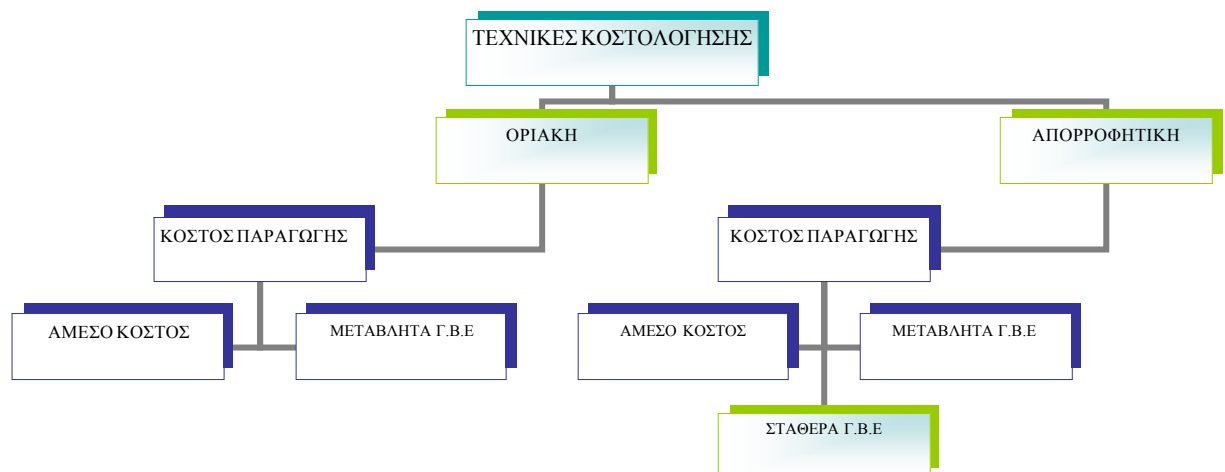 ΤΕΧΝΙΚΕΣ ΚΟΣΤΟΛΟΓΗΣΗΣ
ΟΡΙΑΚΗ
ΑΠΟΡΡΟΦΗΤΙΚΗ
ΚΟΣΤΟΣ ΠΑΡΑΓΩΓΗΣ
ΚΟΣΤΟΣ ΠΑΡΑΓΩΓΗΣ
ΑΜΕΣΟ ΚΟΣΤΟΣ
ΜΕΤΑΒΛΗΤΑ Γ.Β.Ε
ΑΜΕΣΟ ΚΟΣΤΟΣ
ΜΕΤΑΒΛΗΤΑ Γ.Β.Ε
ΣΤΑΘΕΡΑ Γ.Β.Ε